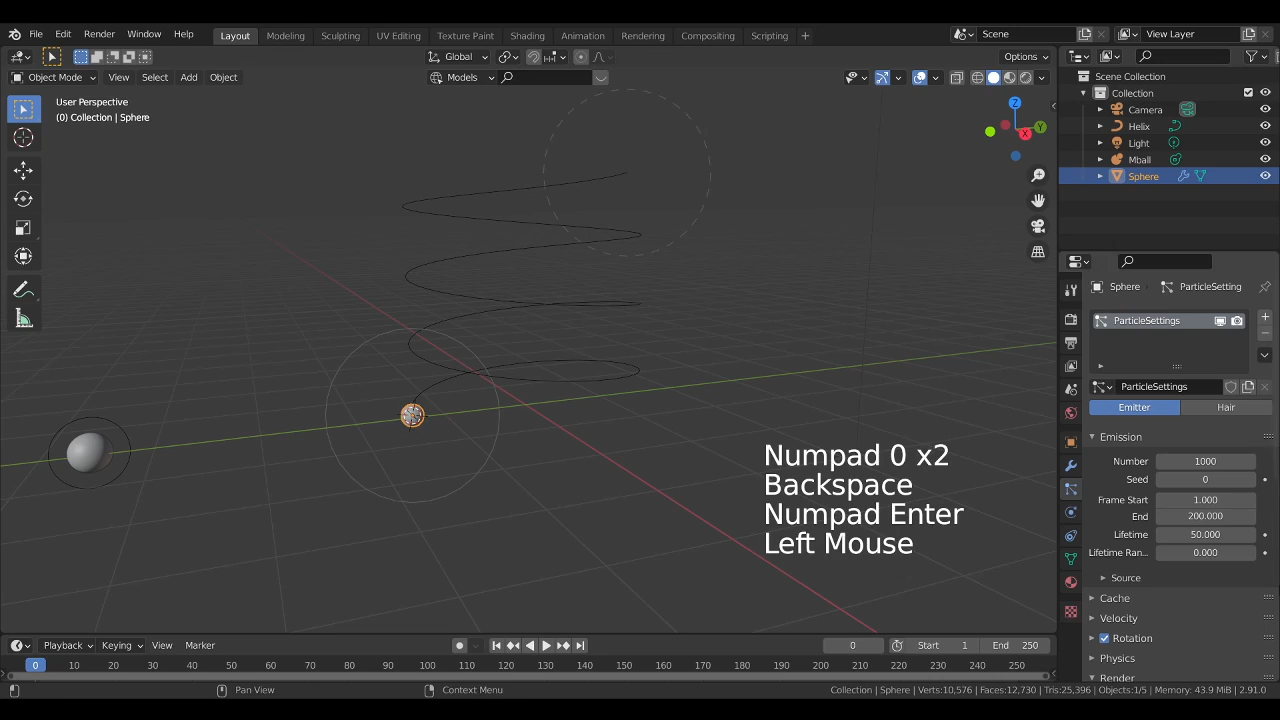 File Edit Render Window Help Layout Modeling Sculpting UV Editing Texture Paint Shading Animation Rendering Compositing Scripting + Scene View Layer
Global Options
Object Mode View Select Add Object Models
User Perspective
(0) Collection | Sphere
Z
Y
X
Scene Collection
Collection
Camera
Helix
Light
Mball
Sphere
Sphere ParticleSetting
ParticleSettings
ParticleSettings
Emitter Hair
Emission
Number 1000
Seed 0
Frame Start 1.000
End 200.000
Lifetime 50.000
Lifetime Ran... 0.000
Source
Cache
Velocity
Rotation
Physics
Render
Numpad 0 x2
Backspace
Numpad Enter
Left Mouse
Playback Keying View Marker 0 Start 1 End 250
0 10 20 30 40 50 60 70 80 90 100 110 120 130 140 150 160 170 180 190 200 210 220 230 240 250
Pan View Context Menu Collection | Sphere | Verts:10,576 | Faces:12,730 | Tris:25,396 | Objects:1/5 | Memory: 43.9 MiB | 2.91.0